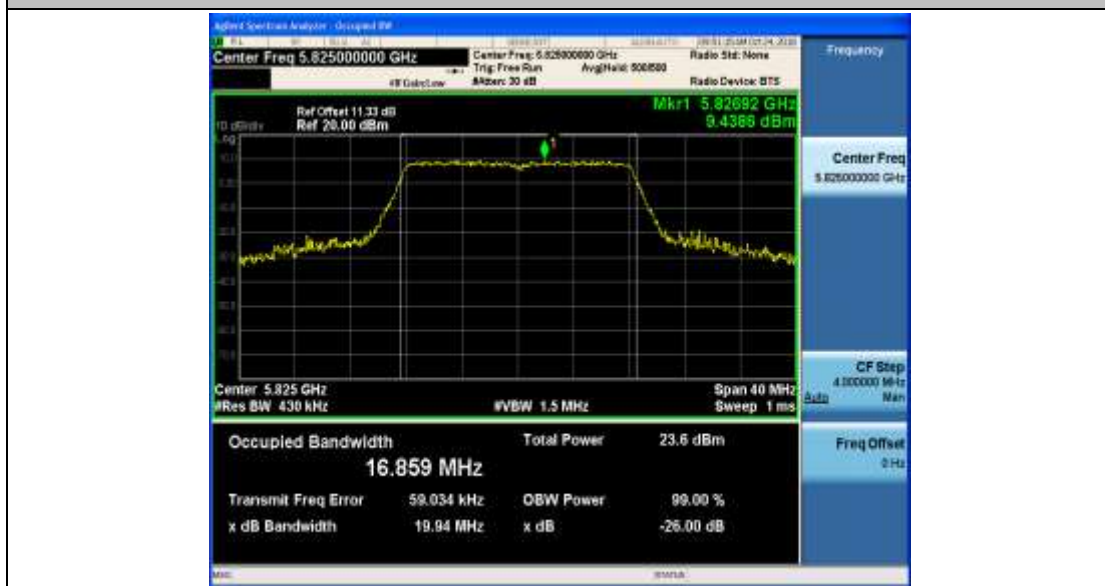 Agilent Spectrum Analyzer - Occupied BW
Center Freq 5.825000000 GHz
Center Freq: 5.825000000 GHz
Trig: Free Run Avg|Hold: 500/500
#IFGain:Low #Atten: 30 dB
Radio Std: None
Radio Device: BTS
Ref Offset 11.33 dB
10 dB/div Ref 20.00 dBm
Log
Mkr1 5.82692 GHz
9.4386 dBm
1
Center 5.825 GHz Span 40 MHz
#Res BW 430 kHz #VBW 1.5 MHz Sweep 1 ms
Occupied Bandwidth Total Power 23.6 dBm
16.859 MHz
Transmit Freq Error 59.034 kHz OBW Power 99.00 %
x dB Bandwidth 19.94 MHz x dB -26.00 dB
MSG STATUS
Frequency
Center Freq
5.825000000 GHz
CF Step
4.000000 MHz
Auto Man
Freq Offset
0 Hz